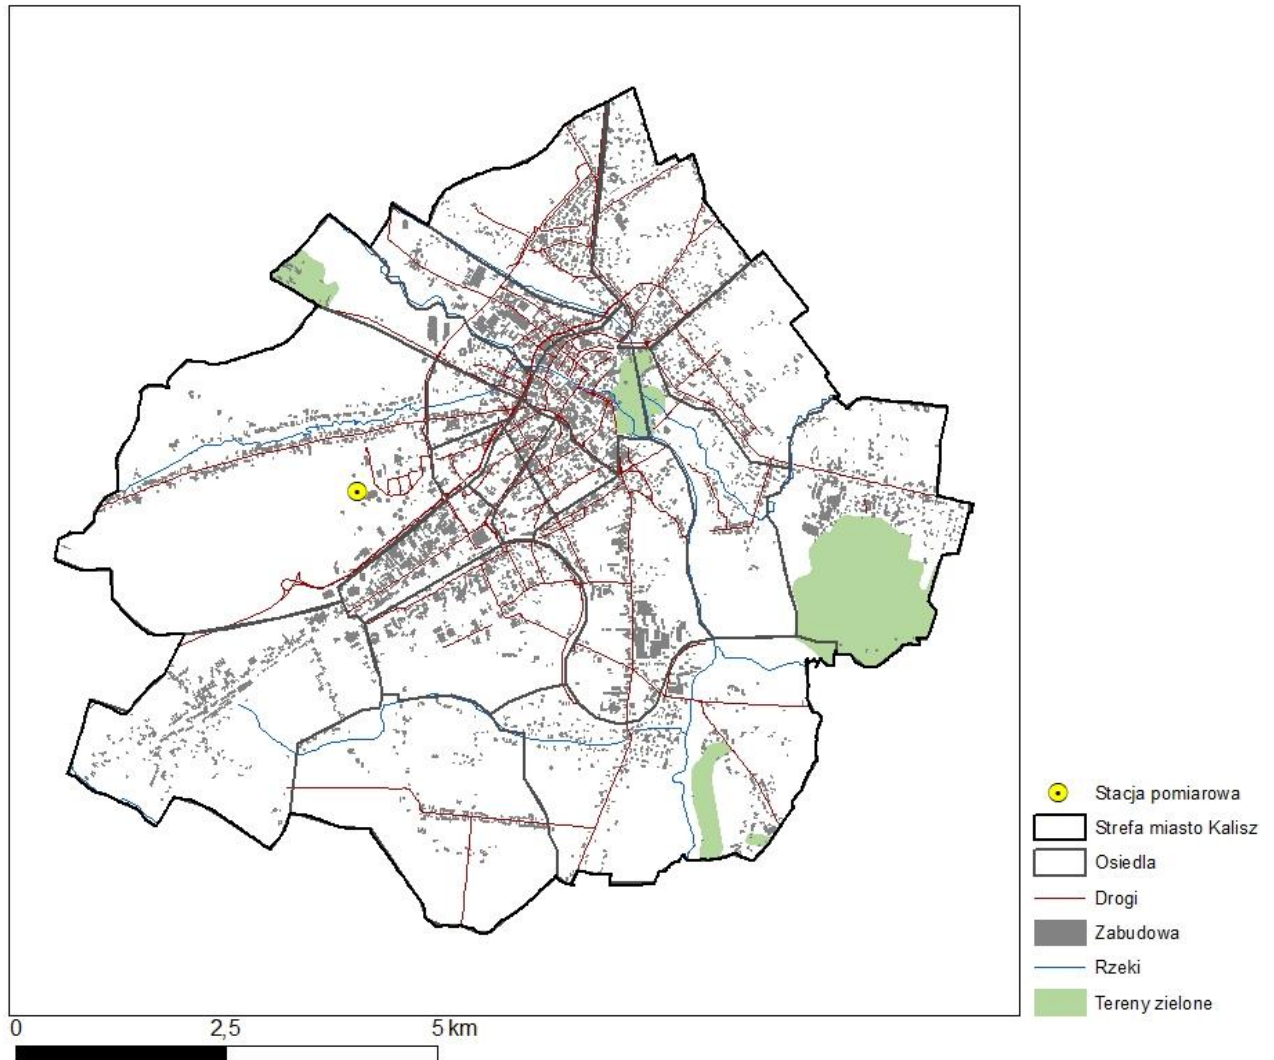 Stacja pomiarowa
Strefa miasto Kalisz
Osiedla
Drogi
Zabudowa
Rzeki
Tereny zielone
0 2,5 5 km